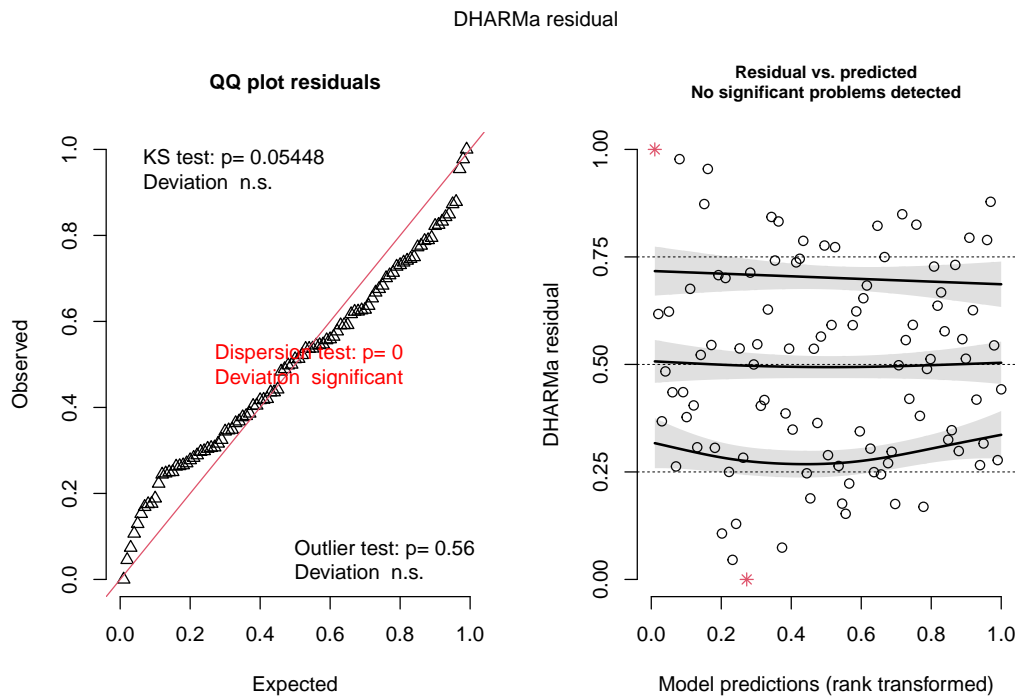 DHARMa residual
QQ plot residuals
KS test: p= 0.05448
Deviation  n.s.
Dispersion test: p= 0
Deviation  significant
Outlier test: p= 0.56
Deviation  n.s.
Observed
0.0
0.2
0.4
0.6
0.8
1.0
0.0 0.2 0.4 0.6 0.8 1.0
Expected
Residual vs. predicted
No significant problems detected
DHARMa residual
0.00
0.25
0.50
0.75
1.00
0.0 0.2 0.4 0.6 0.8 1.0
Model predictions (rank transformed)